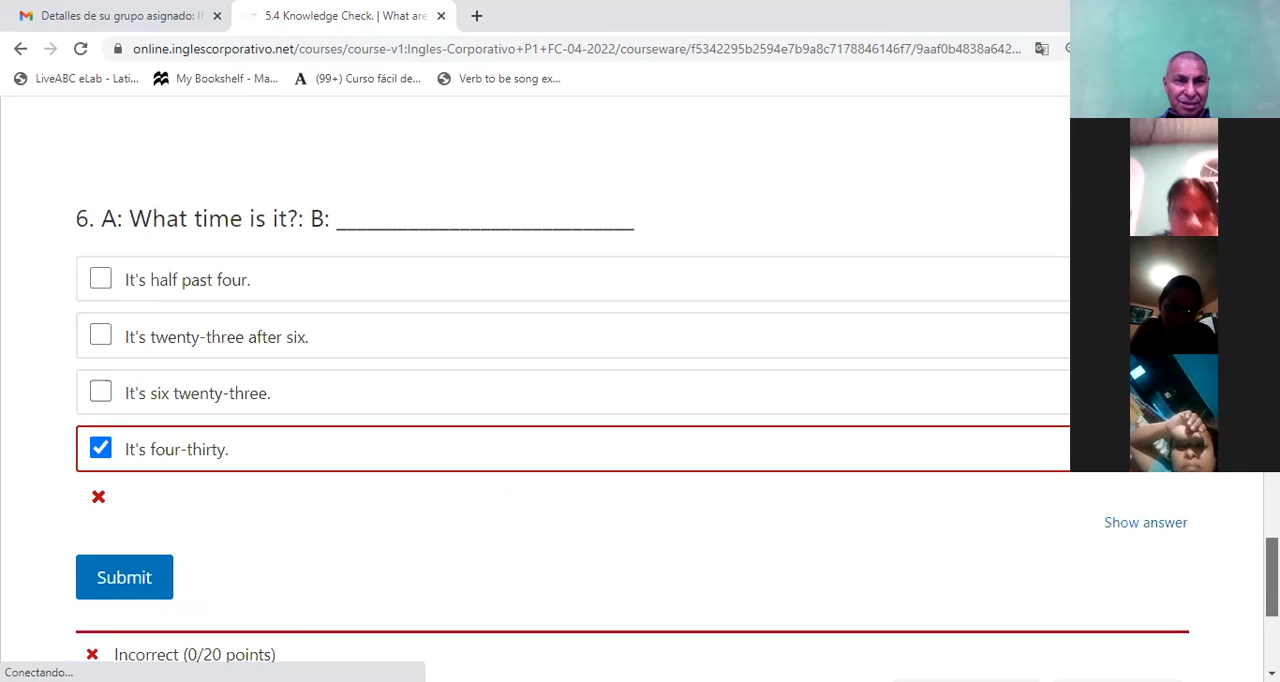 Detalles de su grupo asignado: I
5.4 Knowledge Check. | What are
online.inglescorporativo.net/courses/course-v1:Ingles-Corporativo+P1+FC-04-2022/courseware/f5342295b2594e7b9a8c7178846146f7/9aaf0b4838a642...
LiveABC eLab - Lati...
My Bookshelf - Ma...
(99+) Curso fácil de...
Verb to be song ex...
6. A: What time is it?: B: ___________________________
It's half past four.
It's twenty-three after six.
It's six twenty-three.
It's four-thirty.
Show answer
Submit
Incorrect (0/20 points)
Conectando...